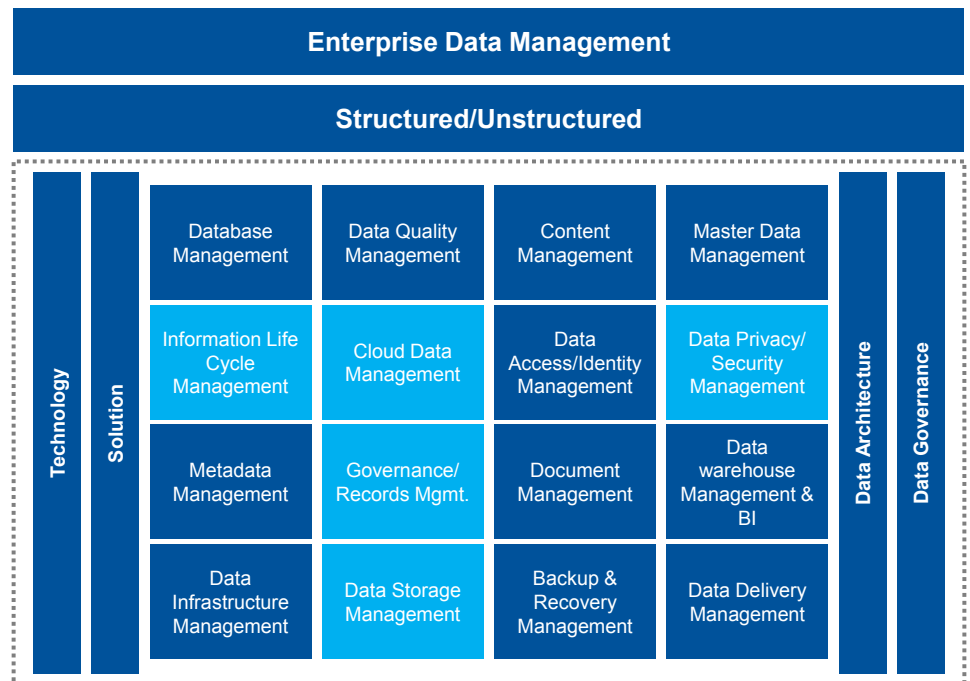 Enterprise Data Management
Structured/Unstructured
Technology
Solution
Database
Management
Data Quality
Management
Content
Management
Master Data
Management
Information Life
Cycle
Management
Cloud Data
Management
Data
Access/Identity
Management
Data Privacy/
Security
Management
Metadata
Management
Governance/
Records Mgmt.
Document
Management
Data
warehouse
Management &
BI
Data
Infrastructure
Management
Data Storage
Management
Backup &
Recovery
Management
Data Delivery
Management
Data Architecture
Data Governance